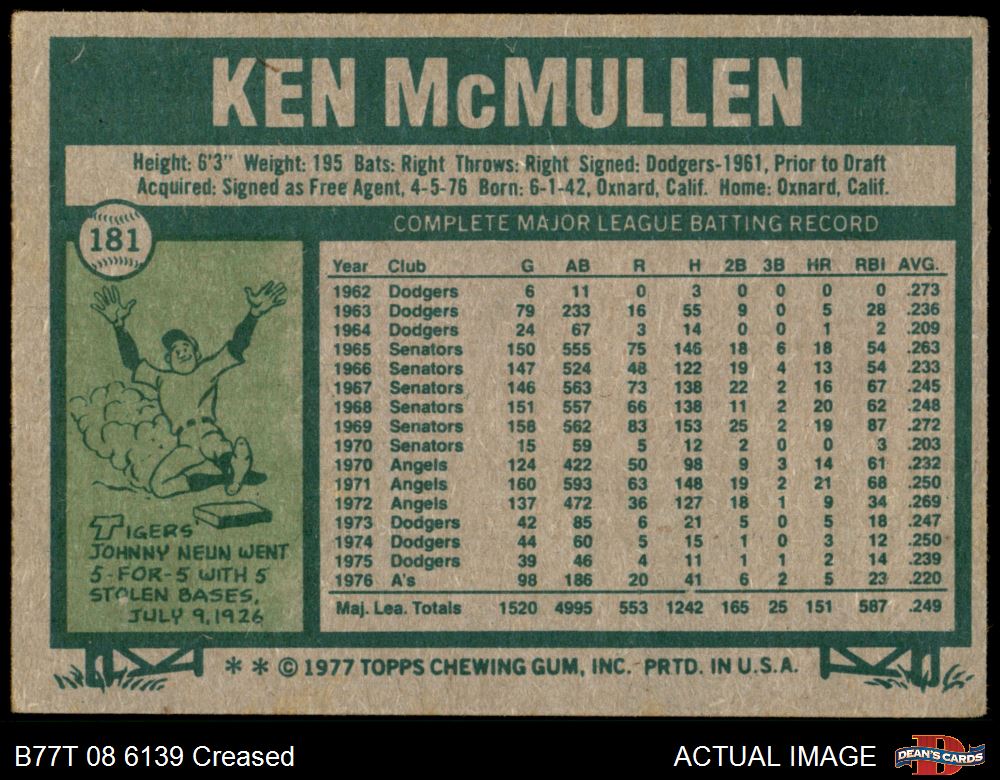 KEN McMULLEN
Height: 6'3" Weight: 195 Bats: Right Throws: Right Signed: Dodgers-1961, Prior to Draft
Acquired: Signed as Free Agent, 4-5-76 Born: 6-1-42, Oxnard, Calif. Home: Oxnard, Calif.
181
COMPLETE MAJOR LEAGUE BATTING RECORD
Year Club G AB R H 2B 3B HR RBI AVG.
1962 Dodgers 6 11 0 3 0 0 0 0 .273
1963 Dodgers 79 233 16 55 9 0 5 28 .236
1964 Dodgers 24 67 3 14 0 0 1 2 .209
1965 Senators 150 555 75 146 18 6 18 54 .263
1966 Senators 147 524 48 122 19 4 13 54 .233
1967 Senators 146 563 73 138 22 2 16 67 .245
1968 Senators 151 557 66 138 11 2 20 62 .248
1969 Senators 158 562 83 153 25 2 19 87 .272
1970 Senators 15 59 5 12 2 0 0 3 .203
1970 Angels 124 422 50 98 9 3 14 61 .232
1971 Angels 160 593 63 148 19 2 21 68 .250
1972 Angels 137 472 36 127 18 1 9 34 .269
1973 Dodgers 42 85 6 21 5 0 5 18 .247
1974 Dodgers 44 60 5 15 1 0 3 12 .250
1975 Dodgers 39 46 4 11 1 1 2 14 .239
1976 A's 98 186 20 41 6 2 5 23 .220
Maj. Lea. Totals 1520 4995 553 1242 165 25 151 587 .249
TIGERS'
JOHNNY NEUN WENT
5-FOR-5 WITH 5
STOLEN BASES,
JULY 9, 1926
* * © 1977 TOPPS CHEWING GUM, INC. PRTD. IN U.S.A.
B77T 08 6139 Creased
ACTUAL IMAGE
DEAN'S CARDS